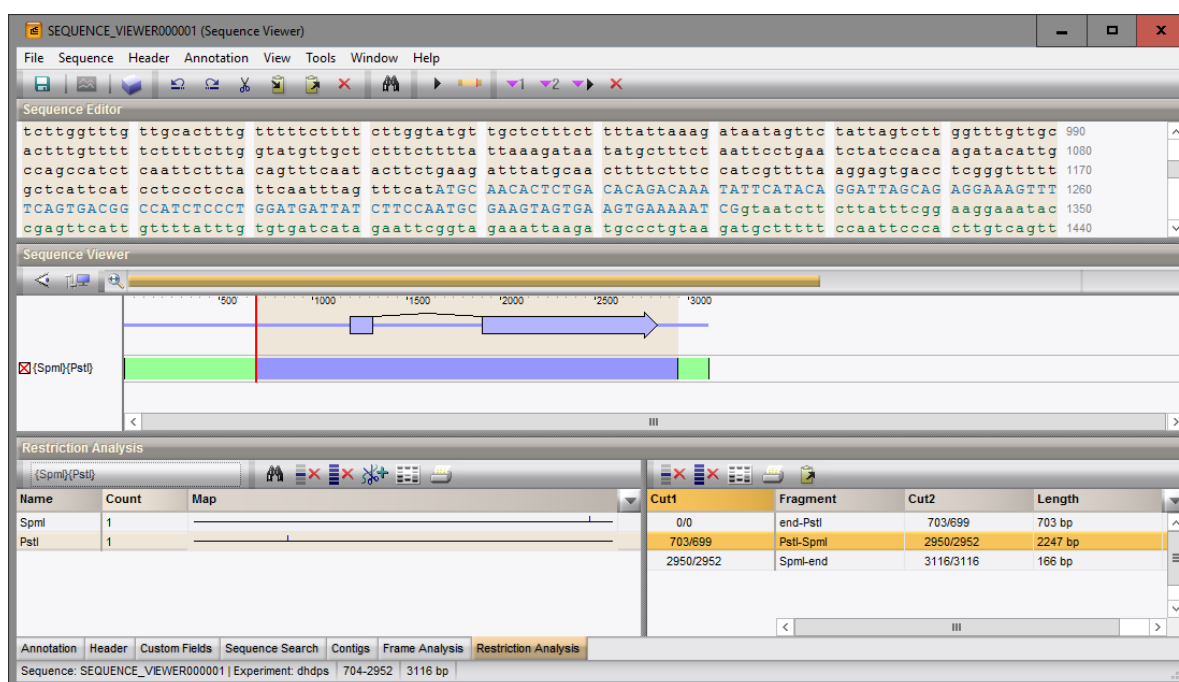 SEQUENCE_VIEWER000001 (Sequence Viewer)
File Sequence Header Annotation View Tools Window Help
1 2
Sequence Editor
tcttggtttg ttgcactttg tttttctttt cttggtatgt tgctctttct tttattaaag ataatagttc tattagtctt ggtttgttgc 990
actttgtttt tcttttcttg gtatgttgct ctttctttta ttaaagataa tatgctttct aattcctgaa tctatccaca agatacattg 1080
ccagccatct caattcttta cagtttcaat acttctgaag atttatgcaa cttttctttc catcgtttta aggagtgacc tcgggttttt 1170
gctcattcat cctccctcca ttcaatttag tttcatATGC AACACTCTGA CACAGACAAA TATTCATACA GGATTAGCAG AGGAAAGTTT 1260
TCAGTGACGG CCATCTCCCT GGATGATTAT CTTCCAATGC GAAGTAGTGA AAGTGAAAAAT CGgtaatctt cttatttcgg aaggaaatac 1350
cgagttcatt gttttatttg tgtgatcata gaattcggta gaaattaaga tgccctgtaa gatgcttttt ccaattccca cttgtcagtt 1440
Sequence Viewer
'500 '1000 '1500 '2000 '2500 '3000
{SpmI}{PstI}
Restriction Analysis
{SpmI}{PstI}
Name Count Map Cut1 Fragment Cut2 Length
SpmI 1 0/0 end-PstI 703/699 703 bp
PstI 1 703/699 PstI-SpmI 2950/2952 2247 bp
2950/2952 SpmI-end 3116/3116 166 bp
Annotation Header Custom Fields Sequence Search Contigs Frame Analysis Restriction Analysis
Sequence: SEQUENCE_VIEWER000001 | Experiment: dhdps 704-2952 3116 bp